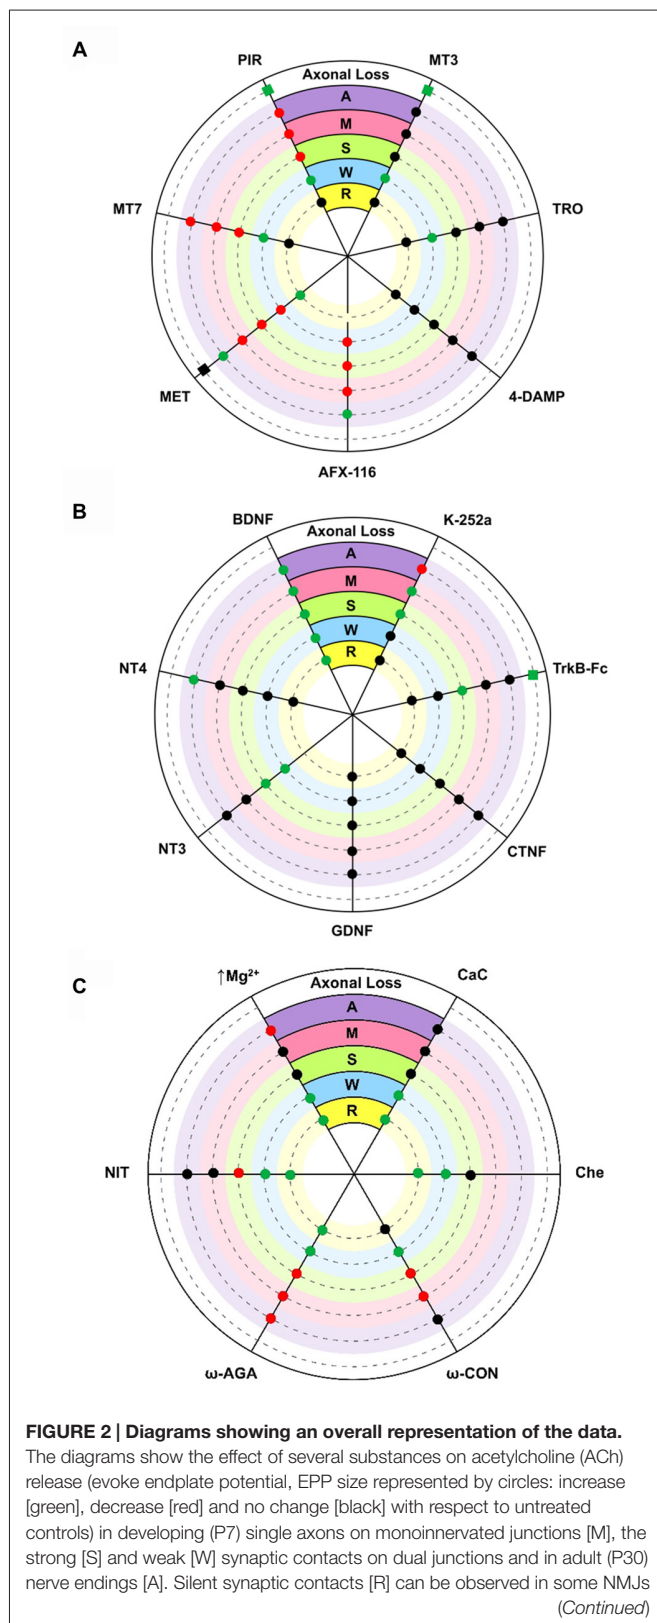 A
PIR
MT3
Axonal Loss
A
M
S
W
R
MT7
TRO
MET
4-DAMP
AFX-116
B
BDNF
K-252a
Axonal Loss
A
M
S
W
R
NT4
TrkB-Fc
NT3
CTNF
GDNF
C
↑Mg²⁺
CaC
Axonal Loss
A
M
S
W
R
NIT
Che
ω-AGA
ω-CON
FIGURE 2 | Diagrams showing an overall representation of the data.
The diagrams show the effect of several substances on acetylcholine (ACh)
release (evoke endplate potential, EPP size represented by circles: increase
[green], decrease [red] and no change [black] with respect to untreated
controls) in developing (P7) single axons on monoinnervated junctions [M], the
strong [S] and weak [W] synaptic contacts on dual junctions and in adult (P30)
nerve endings [A]. Silent synaptic contacts [R] can be observed in some NMJs
(Continued)